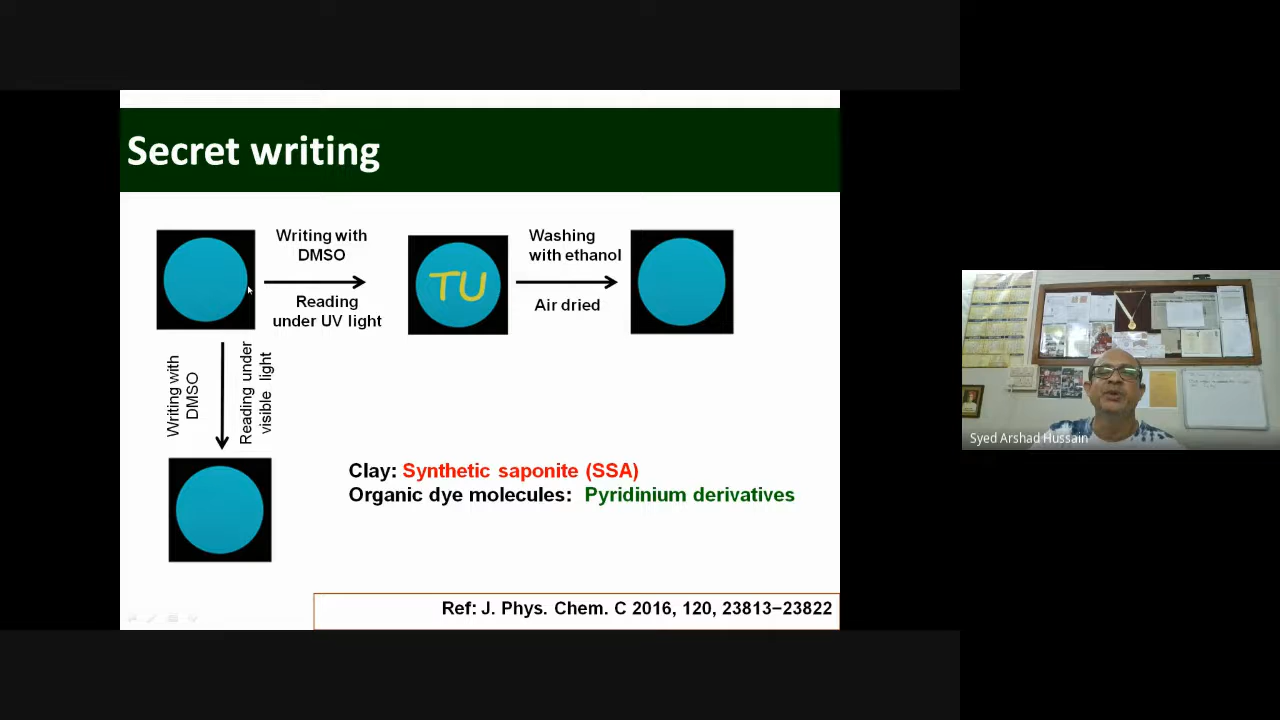 Secret writing
Writing with
DMSO
Reading
under UV light
TU
Washing
with ethanol
Air dried
Writing with
DMSO
Reading under
visible light
Clay: Synthetic saponite (SSA)
Organic dye molecules: Pyridinium derivatives
Ref: J. Phys. Chem. C 2016, 120, 23813−23822
Syed Arshad Hussain